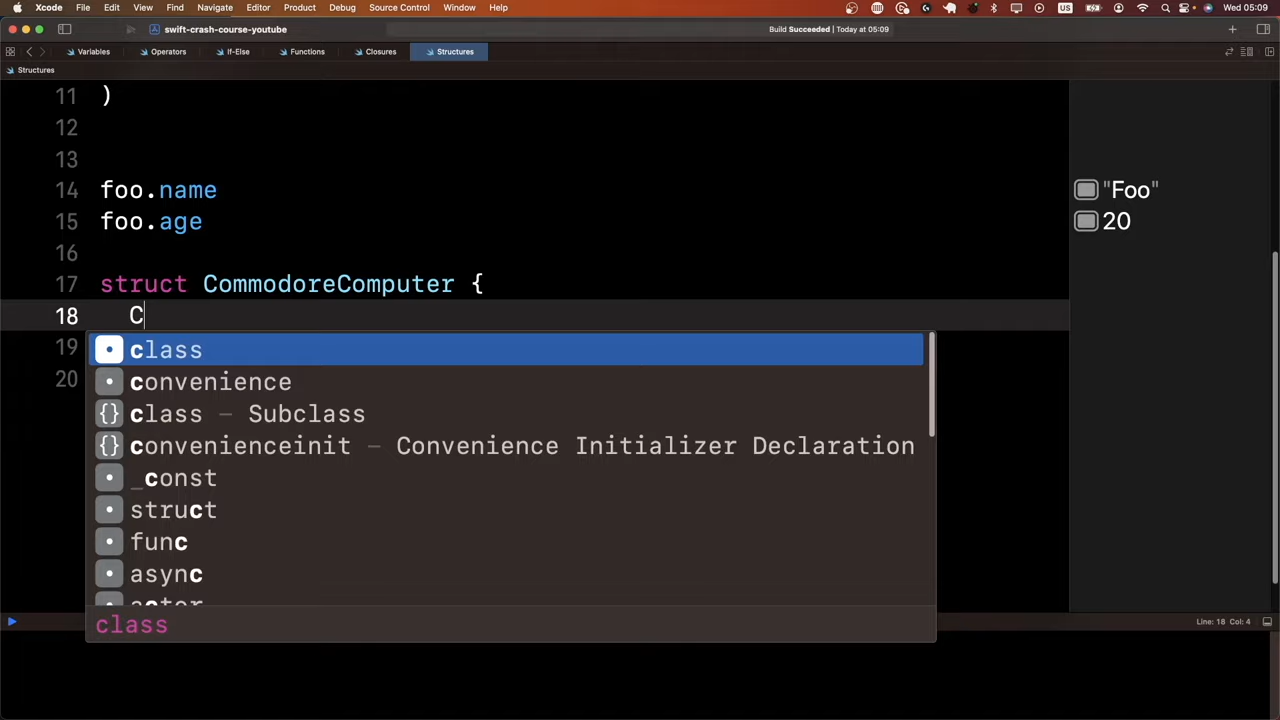 Xcode File Edit View Find Navigate Editor Product Debug Source Control Window Help US Wed 05:09
swift-crash-course-youtube Build Succeeded | Today at 05:09
Variables Operators If-Else Functions Closures Structures
Structures
11 )
12
13
14 foo.name "Foo"
15 foo.age 20
16
17 struct CommodoreComputer {
18 C
19 class
20 convenience
{} class – Subclass
{} convenienceinit – Convenience Initializer Declaration
_const
struct
func
async
actor
class
Line: 18 Col: 4